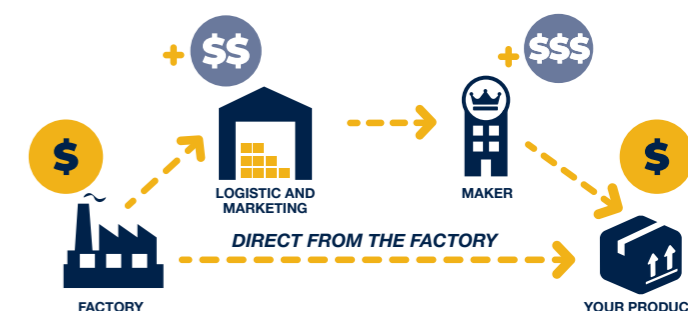 + $$
+ $$$
$
$
LOGISTIC AND
MARKETING
MAKER
DIRECT FROM THE FACTORY
FACTORY
YOUR PRODUC